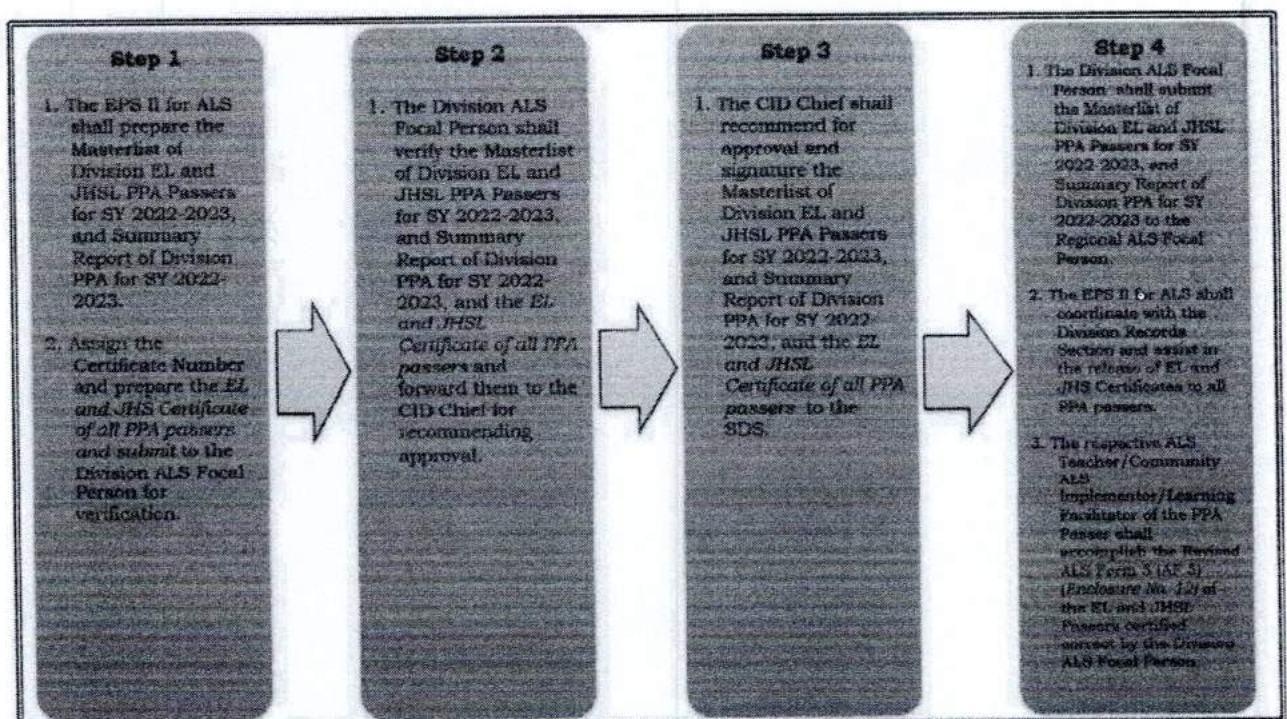 Step 1
1. The EPS II for ALS
shall prepare the
Masterlist of
Division EL and
JHSL PPA Passers
for SY 2022-2023,
and Summary
Report of Division
PPA for SY 2022-
2023.
2. Assign the
Certificate Number
and prepare the EL
and JHS Certificate
of all PPA passers
and submit to the
Division ALS Focal
Person for
verification.
Step 2
1. The Division ALS
Focal Person shall
verify the Masterlist
of Division EL and
JHSL PPA Passers
for SY 2022-2023,
and Summary
Report of Division
PPA for SY 2022-
2023, and the EL
and JHSL
Certificate of all PPA
passers and
forward them to the
CID Chief for
recommending
approval.
Step 3
1. The CID Chief shall
recommend for
approval and
signature the
Masterlist of
Division EL and
JHSL PPA Passers
for SY 2022-2023,
and Summary
Report of Division
PPA for SY 2022-
2023, and the EL
and JHSL
Certificate of all PPA
passers to the
SDS.
Step 4
1. The Division ALS Focal
Person shall submit
the Masterlist of
Division EL and JHSL
PPA Passers for SY
2022-2023, and
Summary Report of
Division PPA for SY
2022-2023 to the
Regional ALS Focal
Person.
2. The EPS II for ALS shall
coordinate with the
Division Records
Section and assist in
the release of EL and
JHS Certificates to all
PPA passers.
3. The respective ALS
Teacher/Community
ALS
Implementor/Learning
Facilitator of the PPA
Passer shall
accomplish the Revised
ALS Form 5 (AF 5)
(Enclosure No. 12) of
the EL and JHSL
Passers certified
correct by the Division
ALS Focal Person